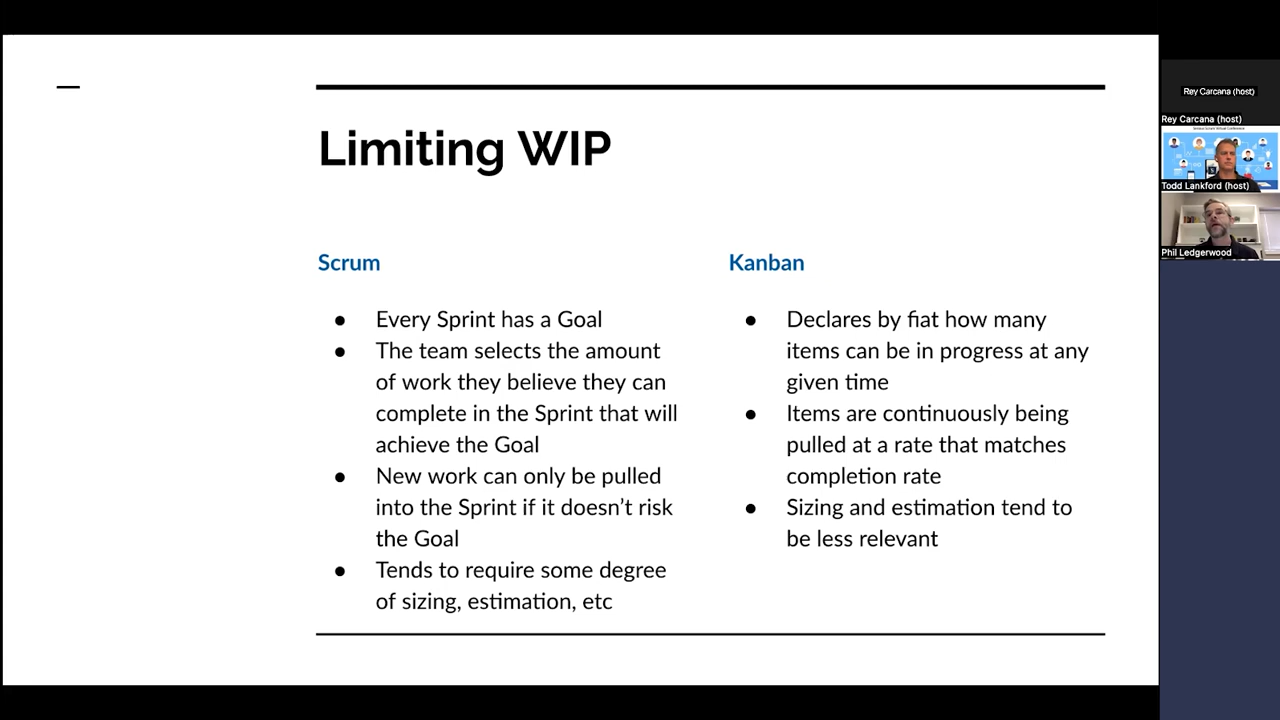 Limiting WIP
Scrum
● Every Sprint has a Goal
● The team selects the amount
of work they believe they can
complete in the Sprint that will
achieve the Goal
● New work can only be pulled
into the Sprint if it doesn’t risk
the Goal
● Tends to require some degree
of sizing, estimation, etc
Kanban
● Declares by fiat how many
items can be in progress at any
given time
● Items are continuously being
pulled at a rate that matches
completion rate
● Sizing and estimation tend to
be less relevant
Rey Carcana (host)
Rey Carcana (host)
Serious Scrum Virtual Conference
Todd Lankford (host)
Phil Ledgerwood